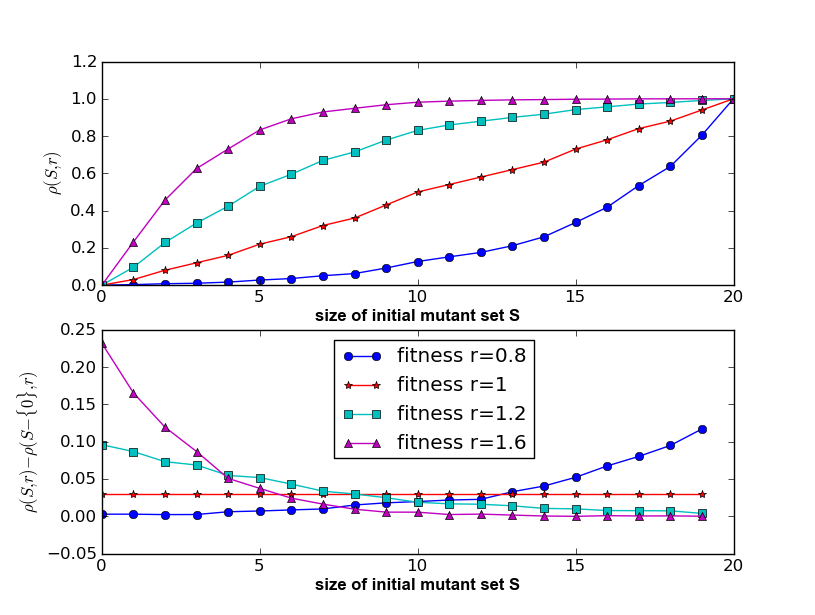 1.2
1.0
0.8
0.6
0.4
0.2
0.0
ρ(S,r)
0 5 10 15 20
size of initial mutant set S
0.25
0.20
0.15
0.10
0.05
0.00
−0.05
ρ(S,r)−ρ(S−{0},r)
fitness r=0.8
fitness r=1
fitness r=1.2
fitness r=1.6
0 5 10 15 20
size of initial mutant set S